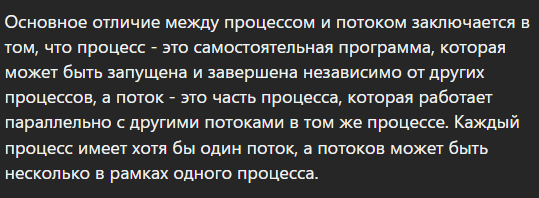 Основное отличие между процессом и потоком заключается в
том, что процесс - это самостоятельная программа, которая
может быть запущена и завершена независимо от других
процессов, а поток - это часть процесса, которая работает
параллельно с другими потоками в том же процессе. Каждый
процесс имеет хотя бы один поток, а потоков может быть
несколько в рамках одного процесса.